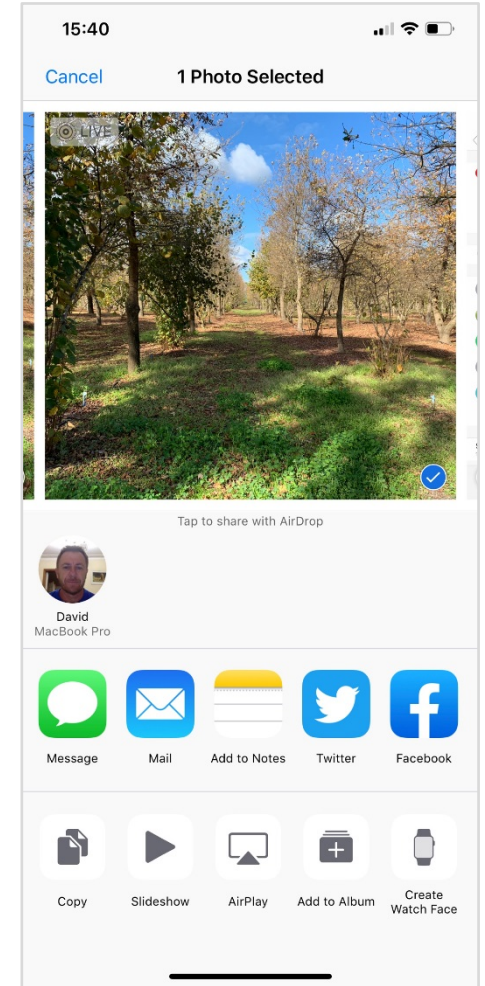 15:40
Cancel 1 Photo Selected
LIVE
Tap to share with AirDrop
David
MacBook Pro
Message Mail Add to Notes Twitter Facebook
Copy Slideshow AirPlay Add to Album Create
Watch Face